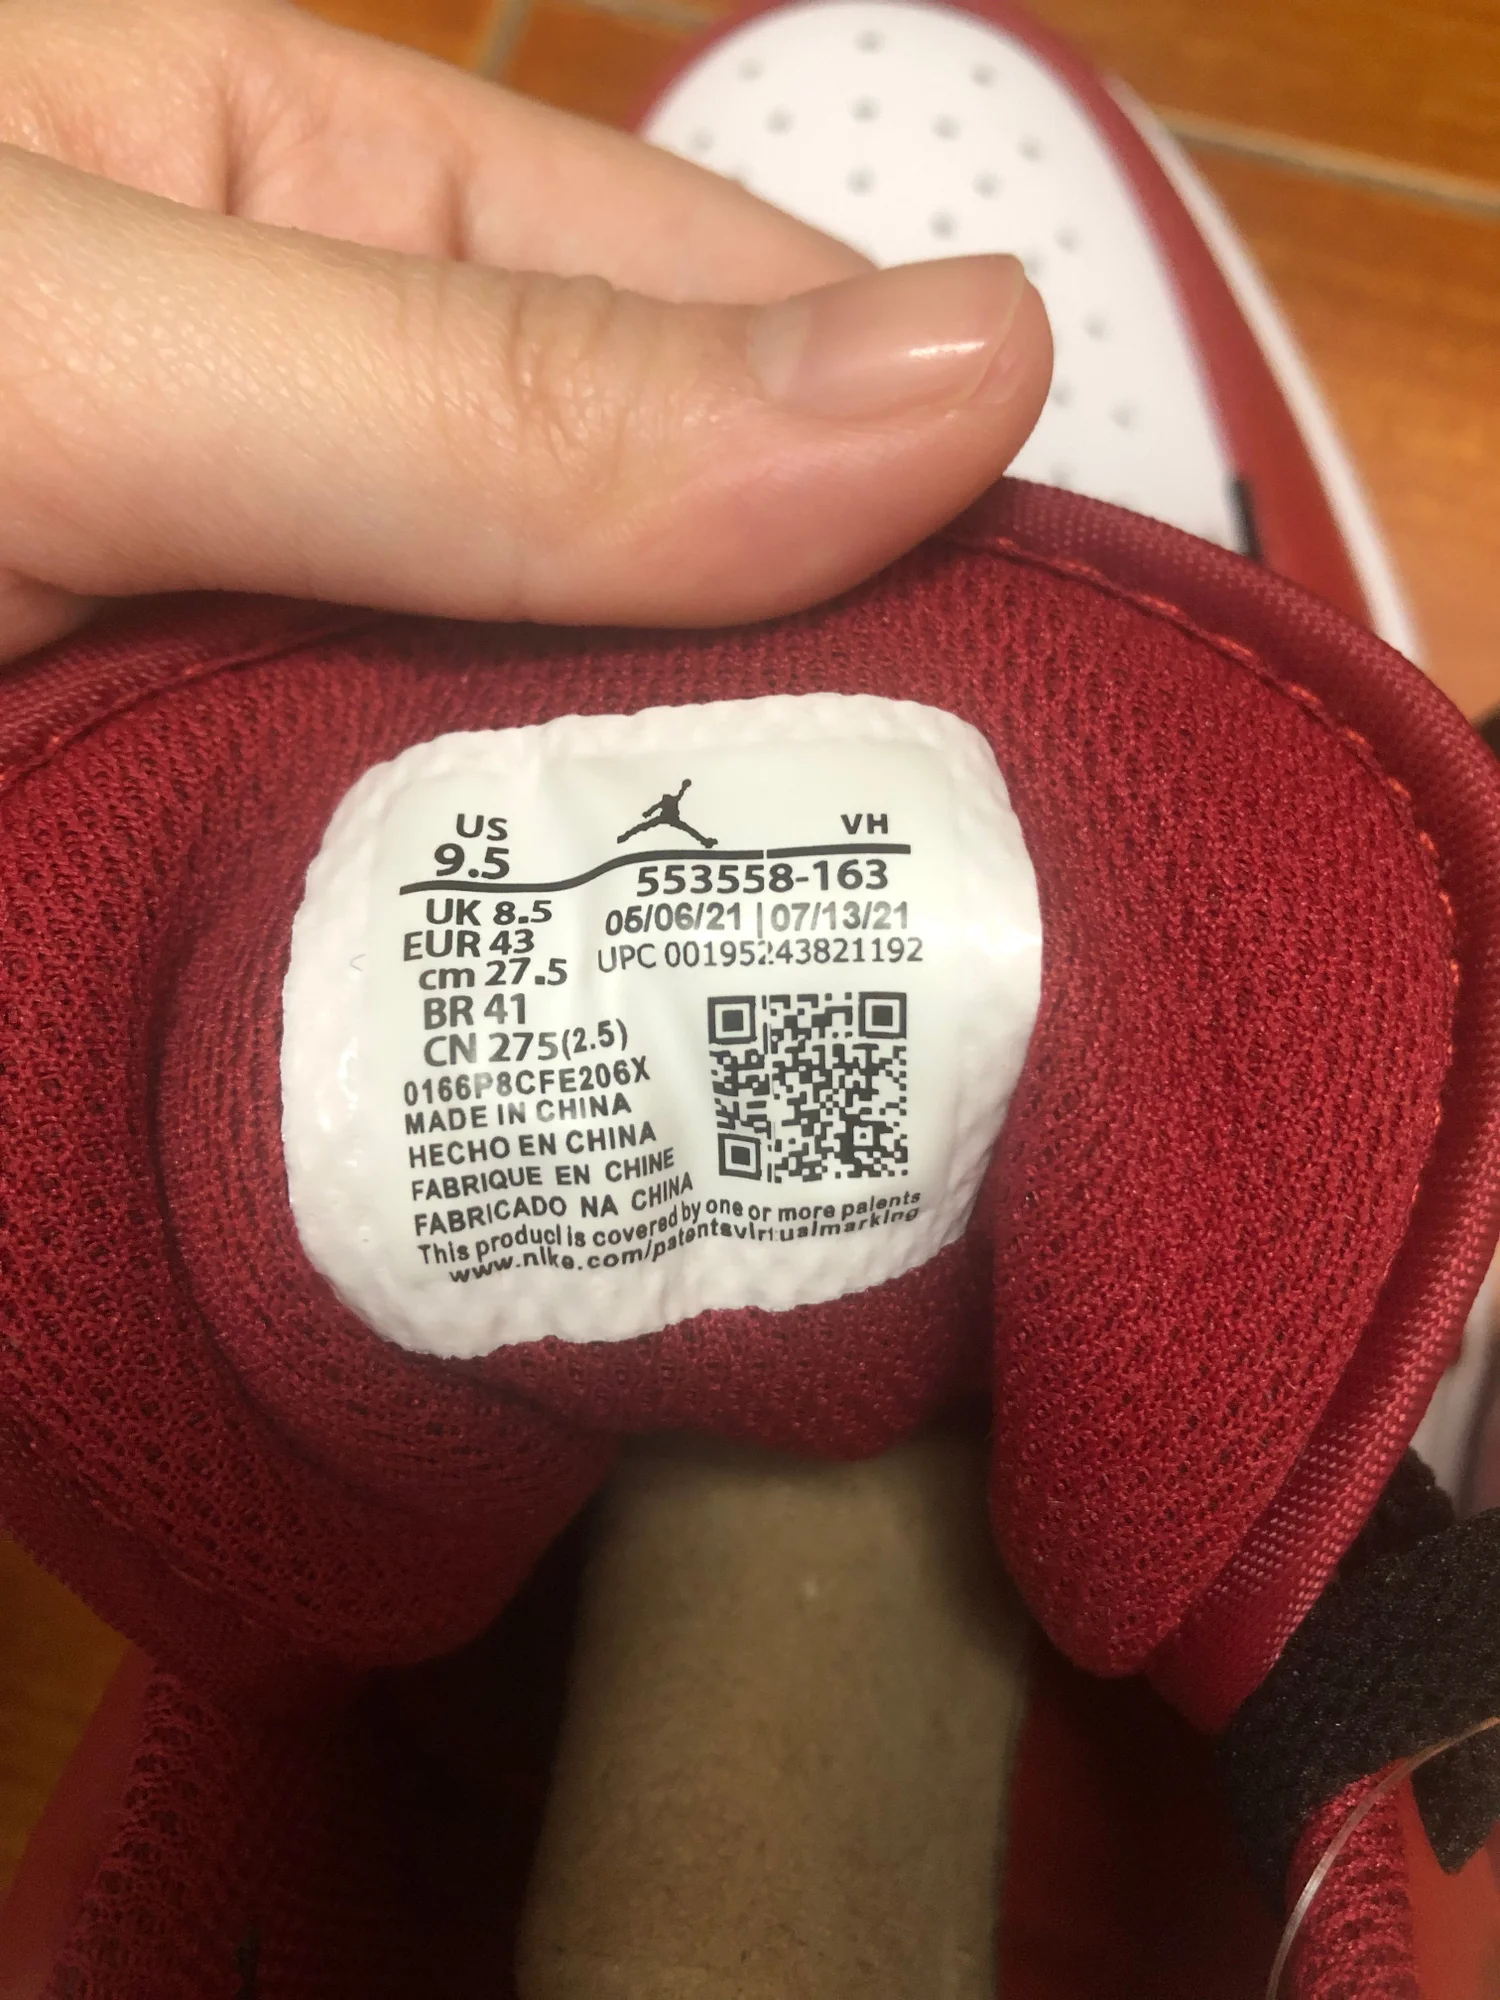 US
9.5
VH
553558-163
UK 8.5
05/06/21 | 07/13/21
EUR 43
UPC 00195243821192
cm 27.5
BR 41
CN 275(2.5)
0166P8CFE206X
MADE IN CHINA
HECHO EN CHINA
FABRIQUE EN CHINE
FABRICADO NA CHINA
This product is covered by one or more patents
www.nike.com/patentsvirtualmarking